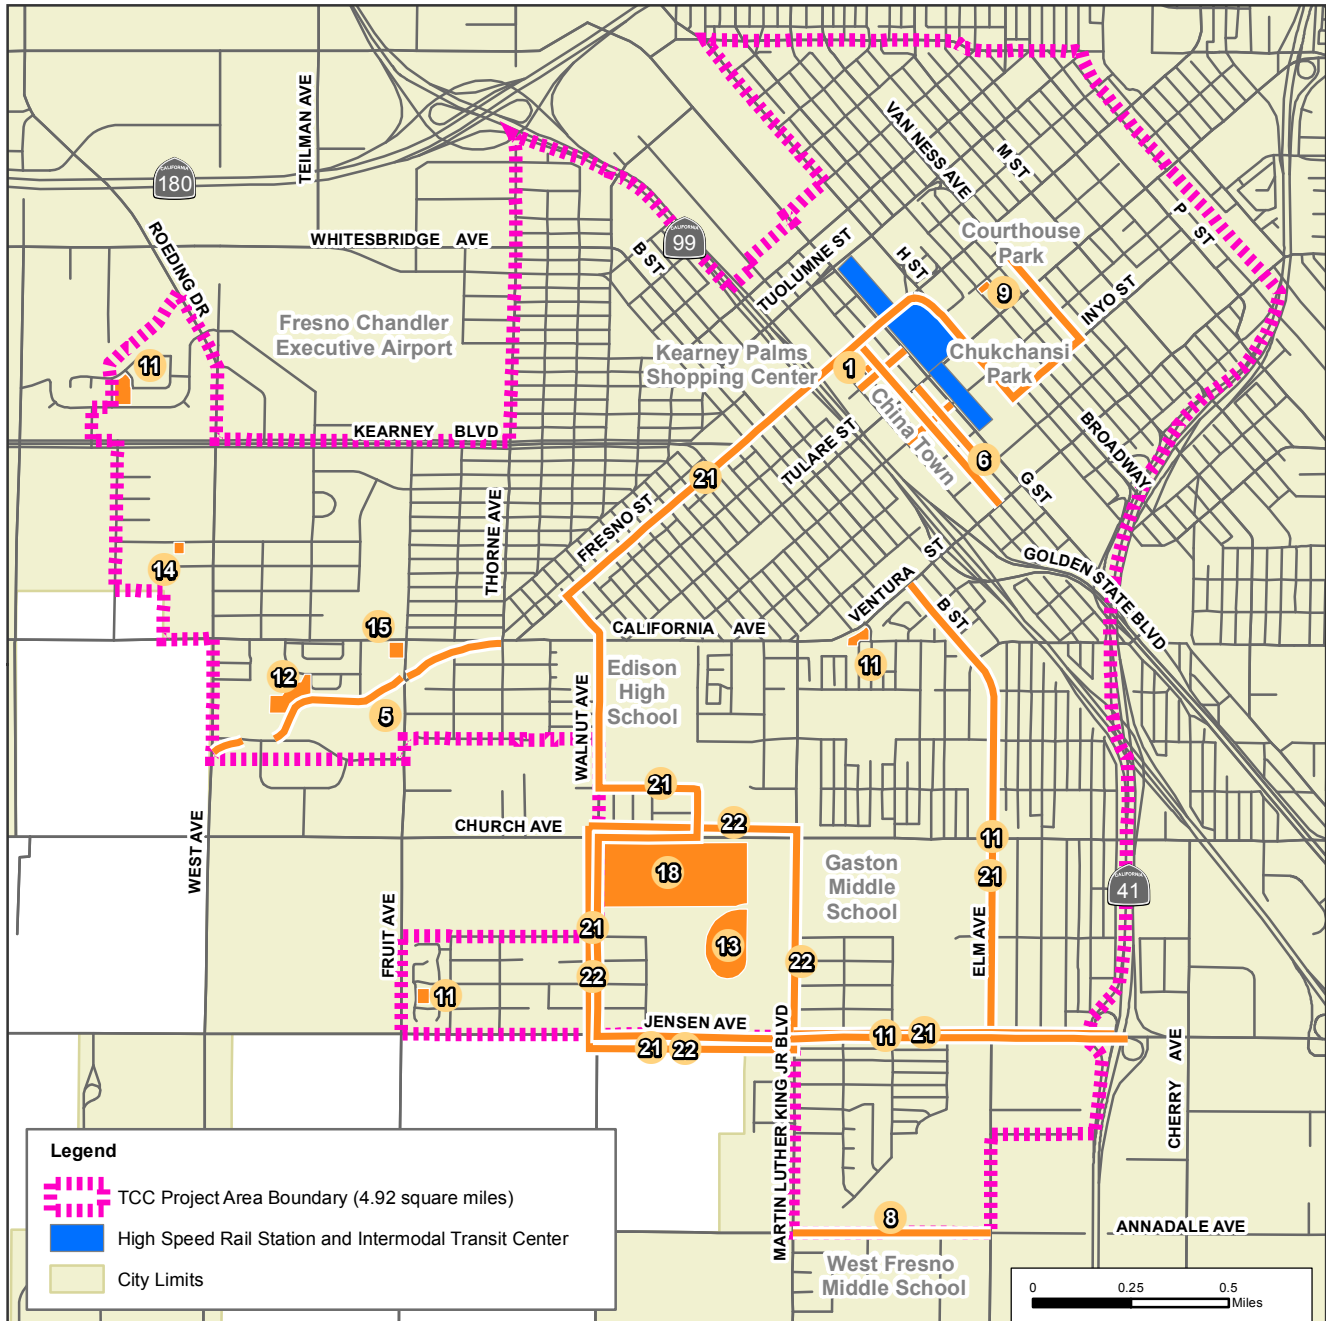 TEILMAN AVE
CALIFORNIA
180
ROEDING DR
WHITESBRIDGE AVE
CALIFORNIA
99
B ST
VAN NESS AVE
M ST
P ST
TUOLUMNE ST
H ST
Courthouse
Park
9
INYO ST
Fresno Chandler
Executive Airport
11
Kearney Palms
Shopping Center
1
Chukchansi
Park
China Town
KEARNEY BLVD
TULARE ST
6
BROADWAY
21
G ST
THORNE AVE
FRESNO ST
14
VENTURA ST
GOLDEN STATE BLVD
B ST
15
CALIFORNIA AVE
11
12
Edison
High
School
5
WALNUT AVE
21
CHURCH AVE
22
WEST AVE
18
Gaston
Middle
School
11
21
CALIFORNIA
41
FRUIT AVE
21
13
22
22
ELM AVE
11
JENSEN AVE
21
22
11
21
MARTIN LUTHER KING JR BLVD
CHERRY AVE
8
ANNADALE AVE
West Fresno
Middle School
Legend
TCC Project Area Boundary (4.92 square miles)
High Speed Rail Station and Intermodal Transit Center
City Limits
0 0.25 0.5
Miles